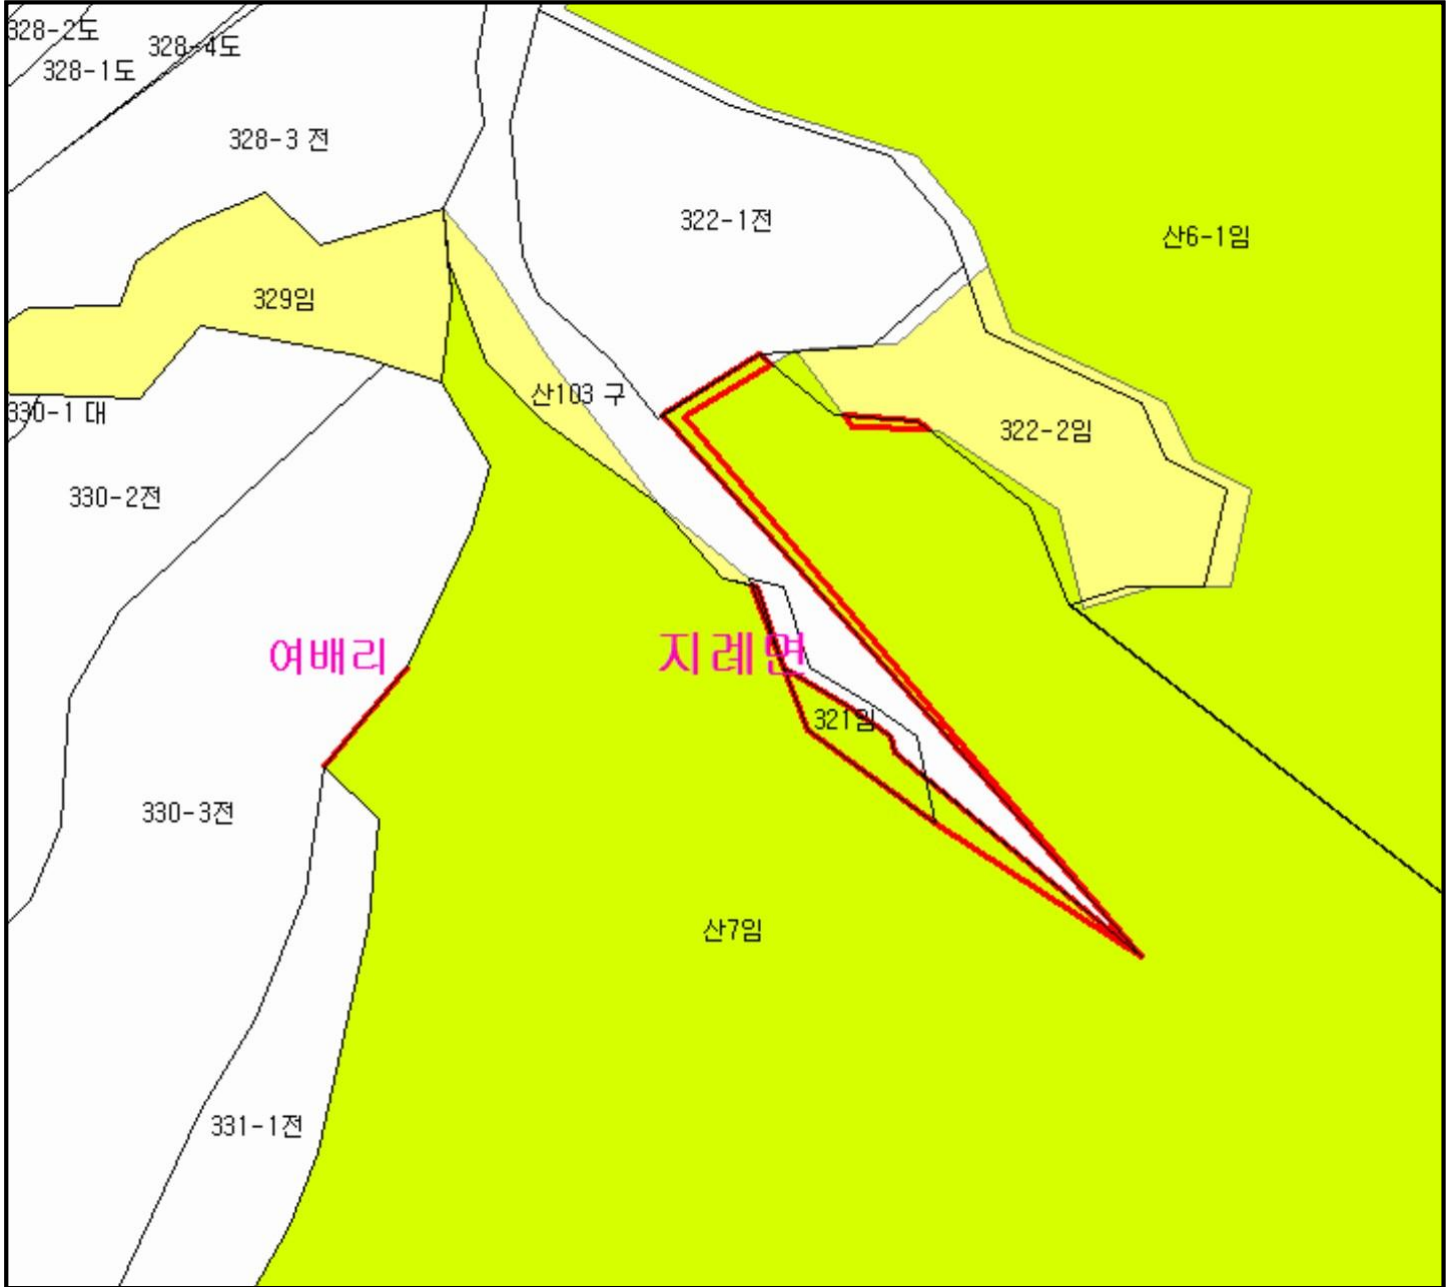 328-2도
328-4도
328-1도
328-3 전
322-1전
산6-1임
329임
산103 구
330-1 대
322-2임
330-2전
여배리
지례면
321임
330-3전
산7임
331-1전